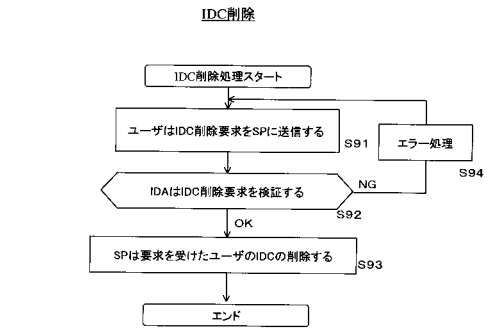 IDC削除
IDC削除処理スタート
ユーザはIDC削除要求をSPに送信する
S91
エラー処理
S94
IDAはIDC削除要求を検証する
NG
S92
OK
SPは要求を受けたユーザのIDCの削除する
S93
エンド